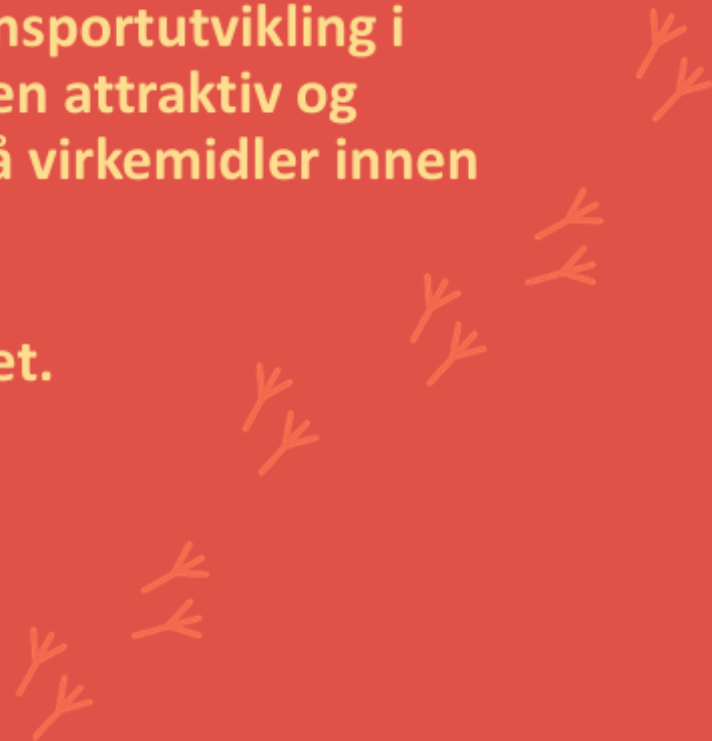 nsportutvikling i
en attraktiv og
å virkemidler innen
et.